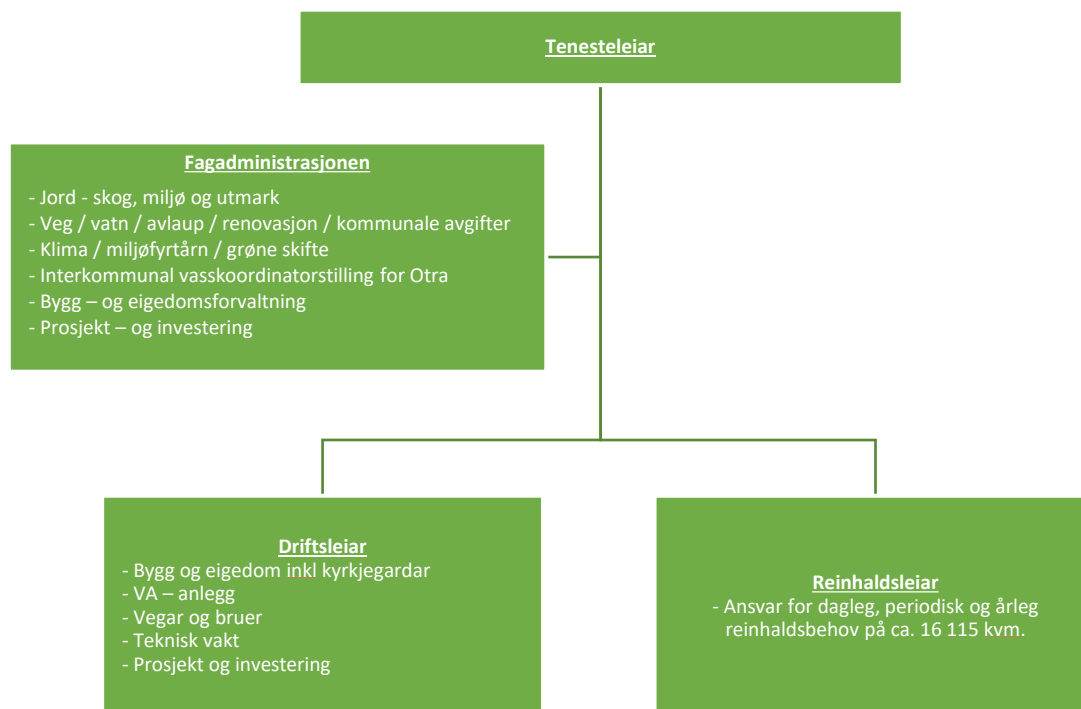 Tenesteleiar
Fagadministrasjonen
- Jord - skog, miljø og utmark
- Veg / vatn / avlaup / renovasjon / kommunale avgifter
- Klima / miljøfyrtårn / grøne skifte
- Interkommunal vasskoordinatorstilling for Otra
- Bygg – og eigedomsforvaltning
- Prosjekt – og investering
Driftsleiar
- Bygg og eigedom inkl kyrkjegardar
- VA – anlegg
- Vegar og bruer
- Teknisk vakt
- Prosjekt og investering
Reinhaldsleiar
- Ansvar for dagleg, periodisk og årleg
reinhaldsbehov på ca. 16 115 kvm.